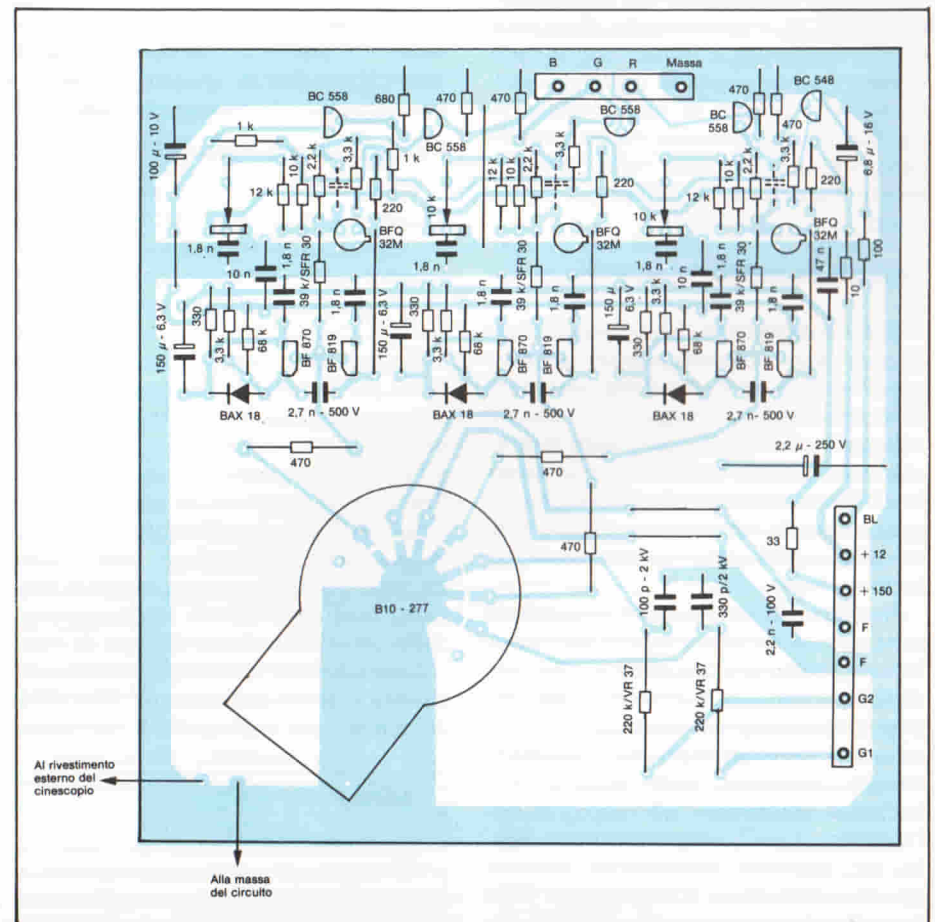 B
G
R
Massa
BC 558
680
470
470
470
BC 548
BC 558
BC 558
BC 558
470
100 µ - 10 V
1 k
10 k
2,2 k
3,3 k
1 k
12 k
220
12 k
10 k
2,2 k
3,3 k
220
12 k
10 k
2,2 k
3,3 k
220
6,8 µ - 16 V
10 k
10 k
BFQ 32M
BFQ 32M
BFQ 32M
1,8 n
10 n
1,8 n
39 k/SFR 30
1,8 n
1,8 n
1,8 n
39 k/SFR 30
1,8 n
1,8 n
10 n
1,8 n
39 k/SFR 30
1,8 n
47 n
10
100
150 µ - 6,3 V
330
3,3 k
68 k
BF 870
BF 819
150 µ - 6,3 V
330
3,3 k
68 k
BF 870
BF 819
150 µ
6,3 V
330
3,3 k
68 k
BF 870
BF 819
BAX 18
2,7 n - 500 V
BAX 18
2,7 n - 500 V
BAX 18
2,7 n - 500 V
470
470
2,2 µ - 250 V
470
33
BL
+ 12
+ 150
F
F
G2
G1
B10 - 277
100 p - 2 kV
330 p/2 kV
2,2 n - 100 V
220 k/VR 37
220 k/VR 37
Al rivestimento
esterno del
cinescopio
Alla massa
del circuito